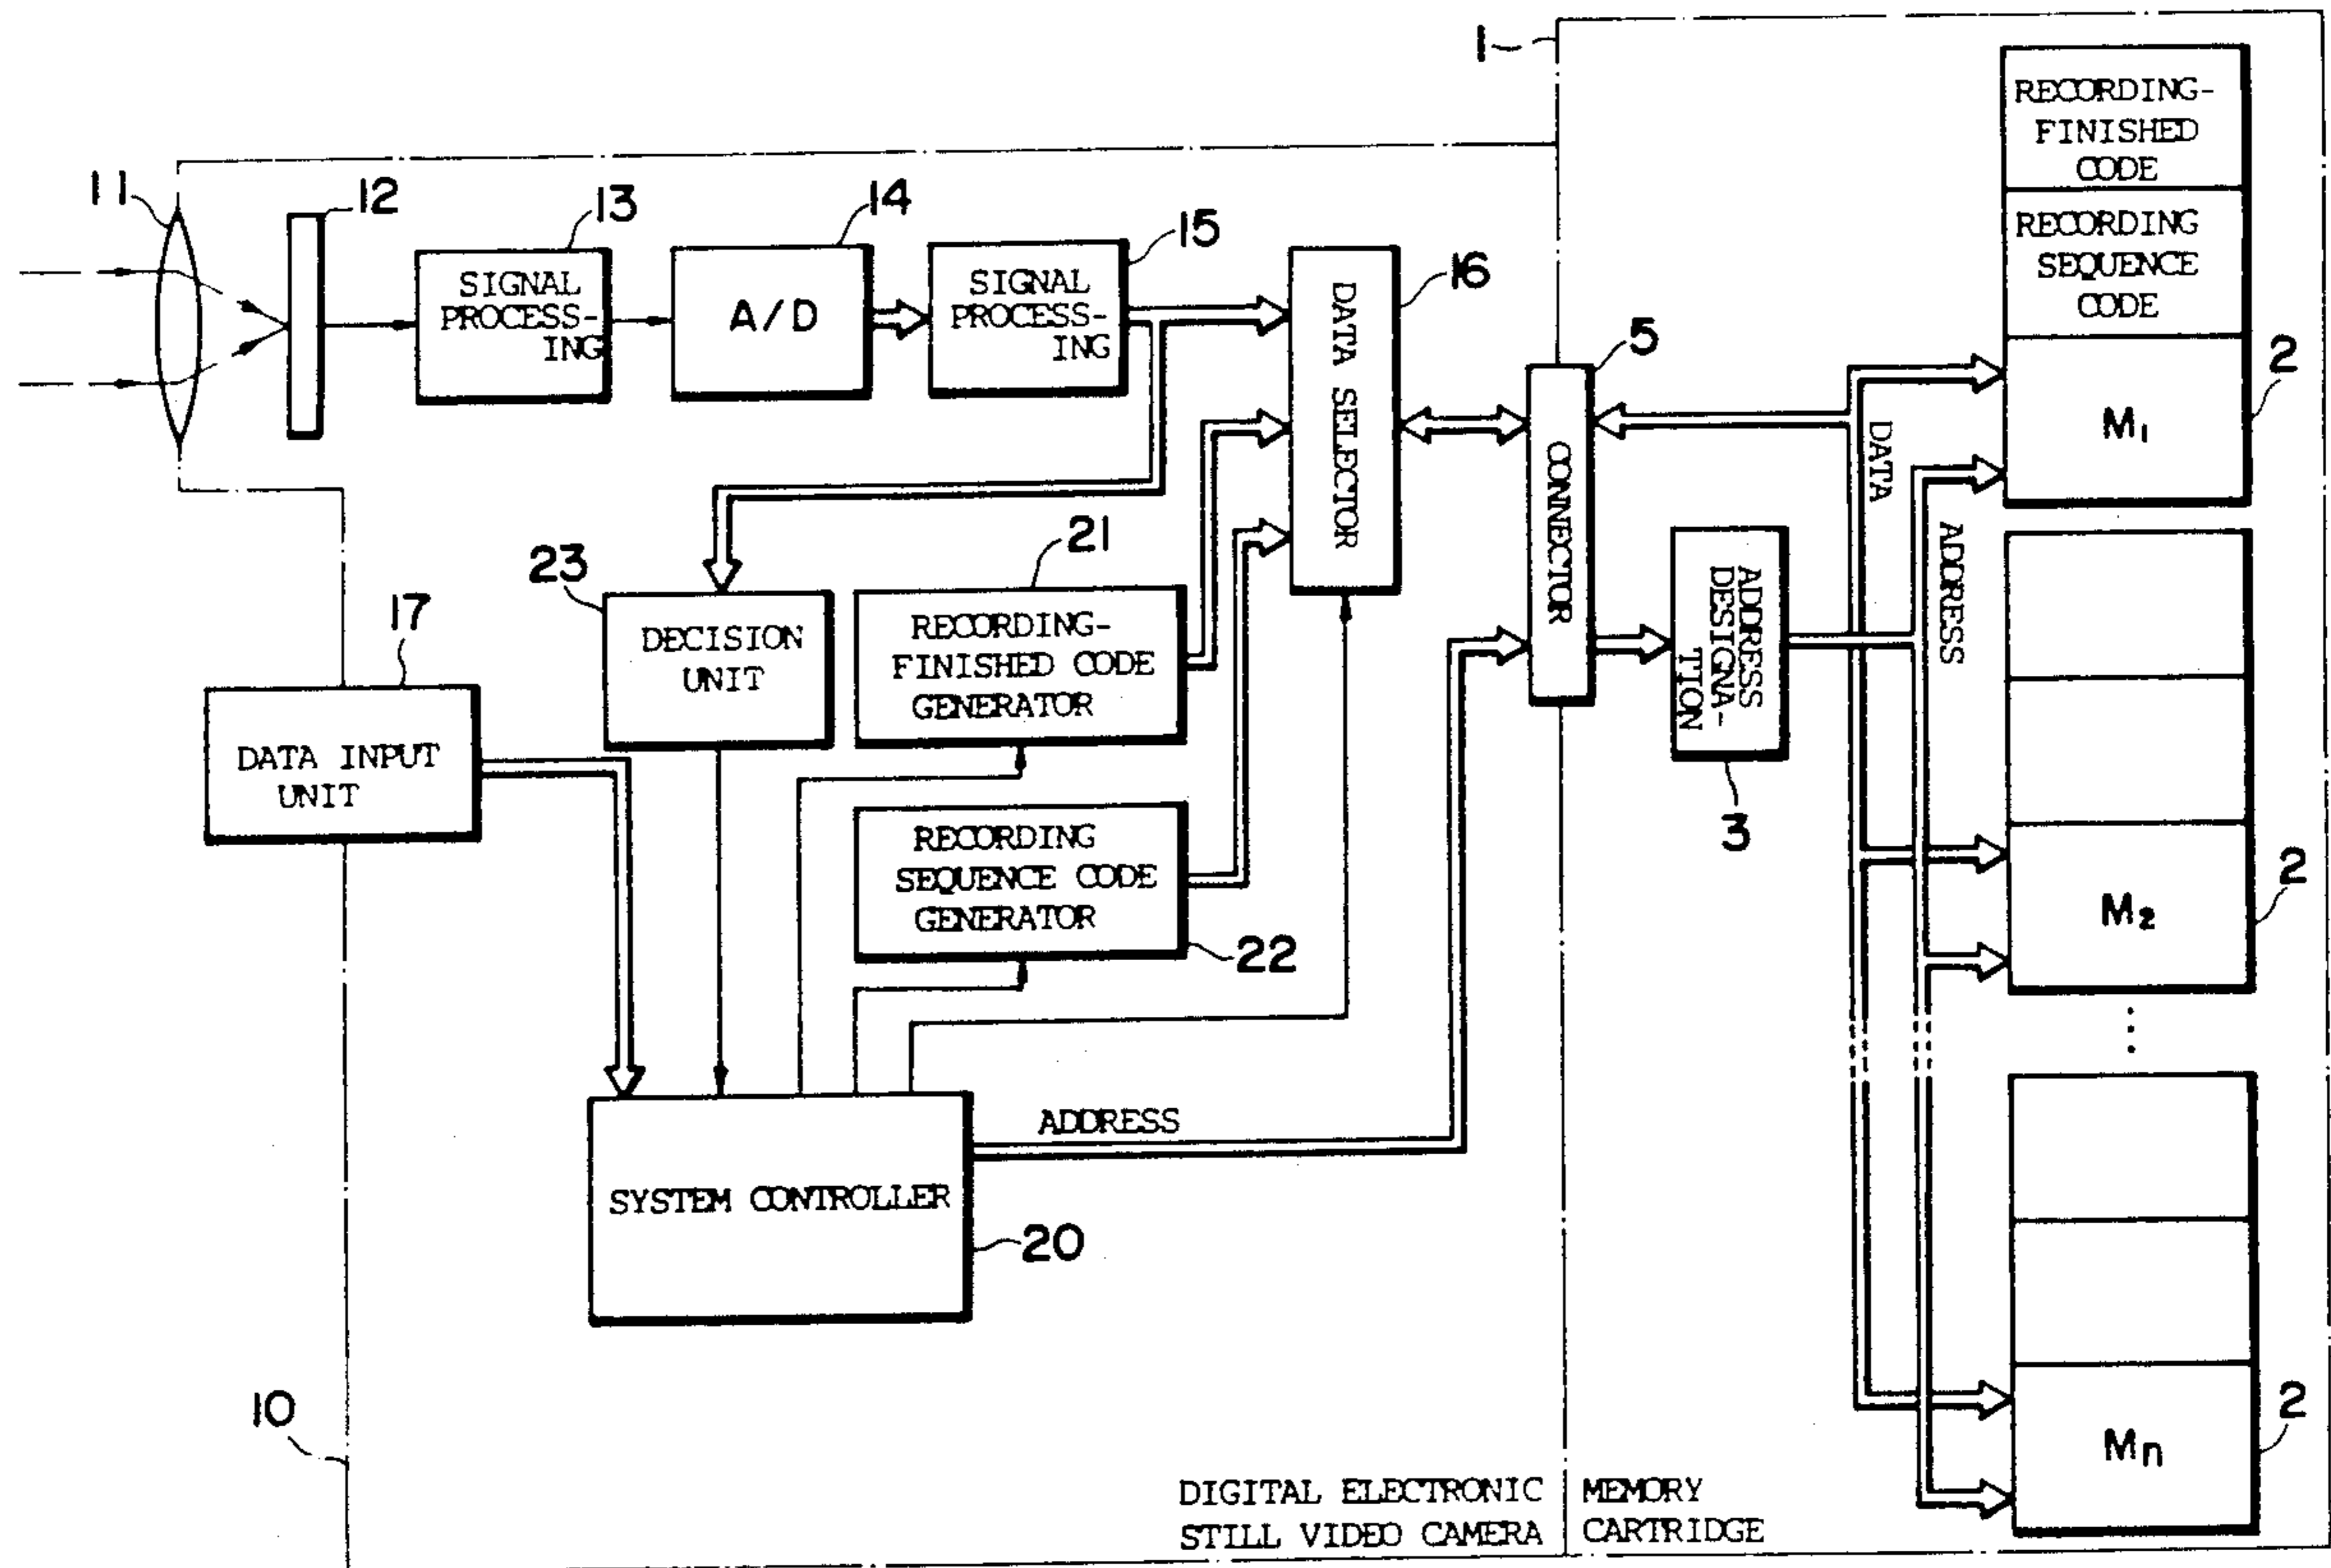 1
RECORDING-
FINISHED
CODE
RECORDING
SEQUENCE
CODE
M1
2
11
12
13
SIGNAL
PROCESS-
ING
14
A/D
15
SIGNAL
PROCESS-
ING
16
DATA SELECTOR
5
CONNECTOR
DATA
ADDRESS
ADDRESS
DESIGNA-
TION
3
23
DECISION
UNIT
21
RECORDING-
FINISHED CODE
GENERATOR
17
DATA INPUT
UNIT
RECORDING
SEQUENCE CODE
GENERATOR
22
M2
2
ADDRESS
SYSTEM CONTROLLER
20
10
Mn
2
DIGITAL ELECTRONIC
STILL VIDEO CAMERA
MEMORY
CARTRIDGE